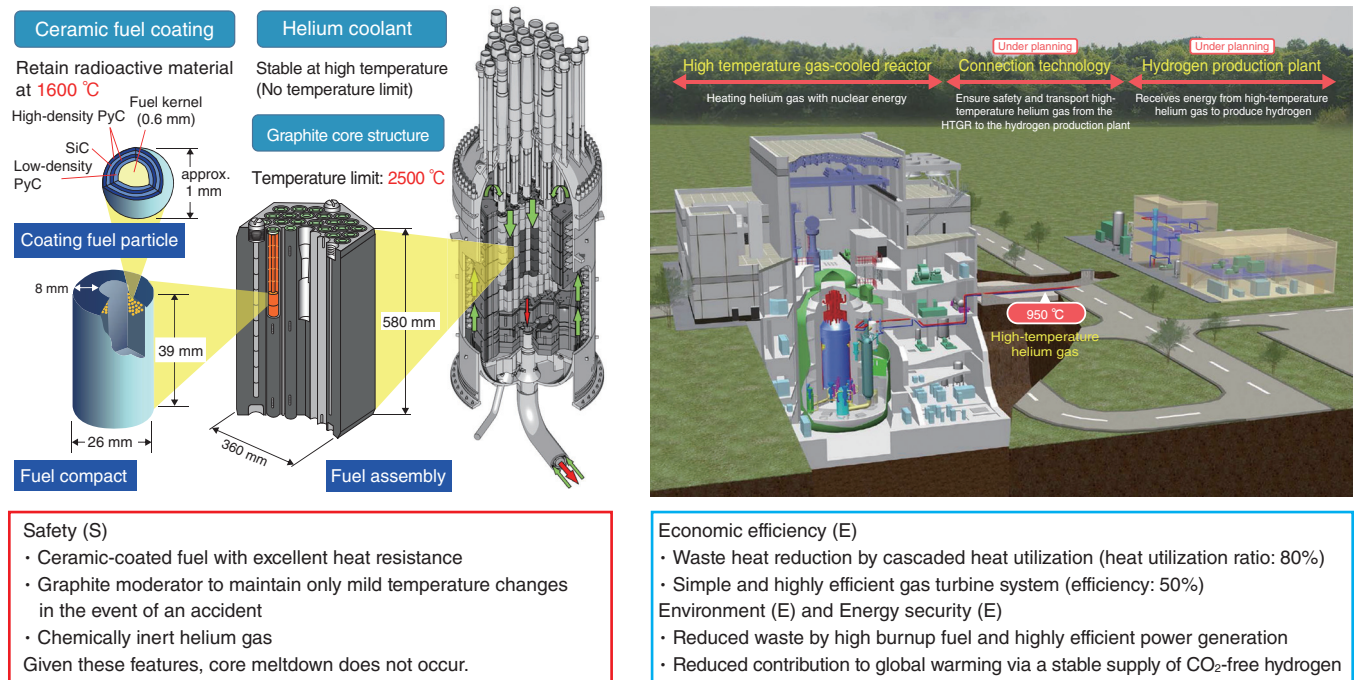 Ceramic fuel coating
Retain radioactive material
at 1600 ℃
Fuel kernel
(0.6 mm)
High-density PyC
SiC
Low-density
PyC
approx.
1 mm
Coating fuel particle
8 mm
39 mm
26 mm
Fuel compact
Helium coolant
Stable at high temperature
(No temperature limit)
Graphite core structure
Temperature limit: 2500 ℃
580 mm
360 mm
Fuel assembly
Under planning
Under planning
High temperature gas-cooled reactor
Connection technology
Hydrogen production plant
Heating helium gas with nuclear energy
Ensure safety and transport high-
temperature helium gas from the
HTGR to the hydrogen production plant
Receives energy from high-temperature
helium gas to produce hydrogen
950 ℃
High-temperature
helium gas
Safety (S)
・Ceramic-coated fuel with excellent heat resistance
・Graphite moderator to maintain only mild temperature changes
in the event of an accident
・Chemically inert helium gas
Given these features, core meltdown does not occur.
Economic efficiency (E)
・Waste heat reduction by cascaded heat utilization (heat utilization ratio: 80%)
・Simple and highly efficient gas turbine system (efficiency: 50%)
Environment (E) and Energy security (E)
・Reduced waste by high burnup fuel and highly efficient power generation
・Reduced contribution to global warming via a stable supply of CO₂-free hydrogen